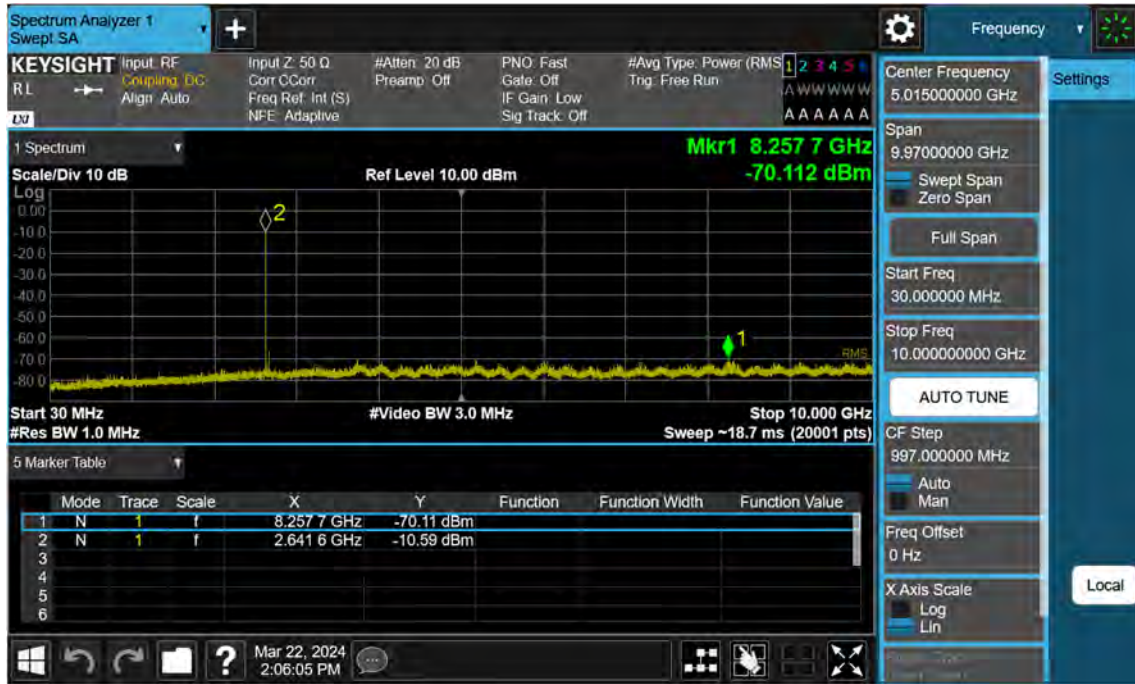 Spectrum Analyzer 1
Swept SA
Frequency
KEYSIGHT
RL
LXI
Input: RF
Coupling: DC
Align: Auto
Input Z: 50 Ω
Corr CCorr
Freq Ref: Int (S)
NFE: Adaptive
#Atten: 20 dB
Preamp: Off
PNO: Fast
Gate: Off
IF Gain: Low
Sig Track: Off
#Avg Type: Power (RMS
Trig: Free Run
1 2 3 4 5 6
A W W W W W
A A A A A A
1 Spectrum
Scale/Div 10 dB
Ref Level 10.00 dBm
Mkr1 8.257 7 GHz
-70.112 dBm
Log
0.00
-10.0
-20.0
-30.0
-40.0
-50.0
-60.0
-70.0
-80.0
2
1
RMS
Start 30 MHz
#Video BW 3.0 MHz
Stop 10.000 GHz
#Res BW 1.0 MHz
Sweep ~18.7 ms (20001 pts)
5 Marker Table
Mode Trace Scale X Y Function Function Width Function Value
1 N 1 f 8.257 7 GHz -70.11 dBm
2 N 1 f 2.641 6 GHz -10.59 dBm
3
4
5
6
Mar 22, 2024
2:06:05 PM
Center Frequency
5.015000000 GHz
Settings
Span
9.97000000 GHz
Swept Span
Zero Span
Full Span
Start Freq
30.000000 MHz
Stop Freq
10.000000000 GHz
AUTO TUNE
CF Step
997.000000 MHz
Auto
Man
Freq Offset
0 Hz
X Axis Scale
Log
Lin
Local